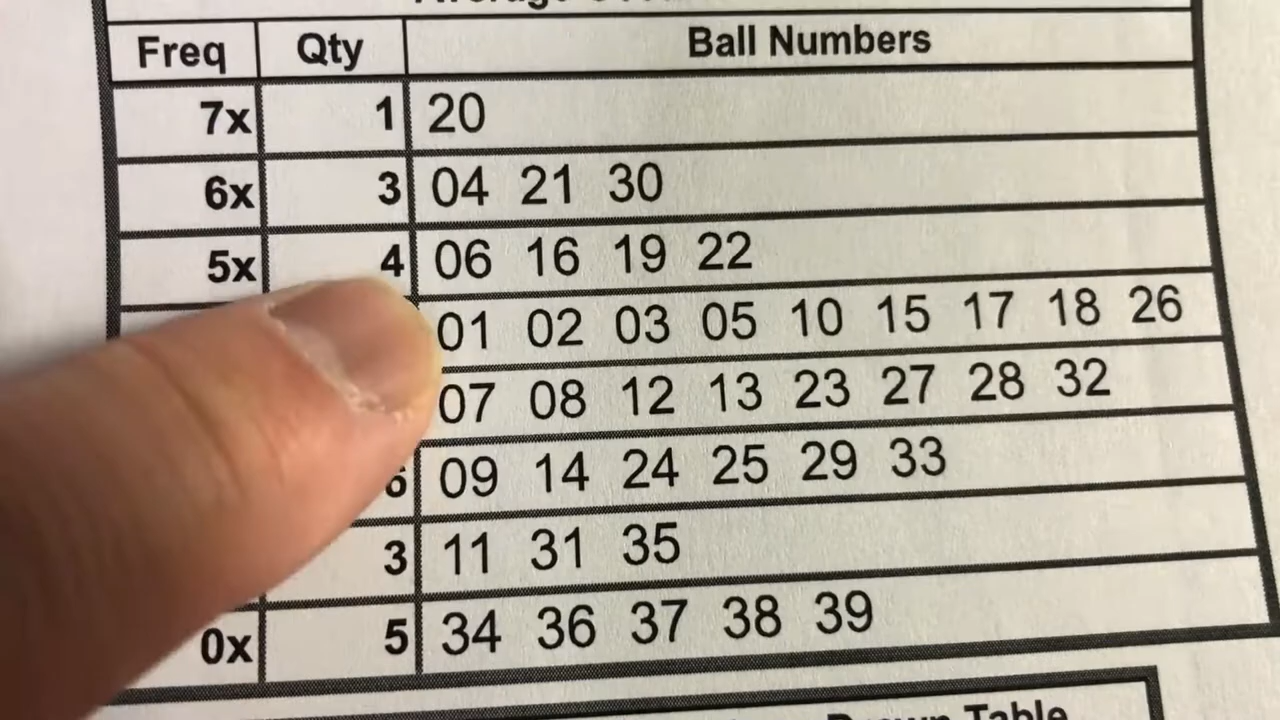 Freq Qty Ball Numbers
7x 1 20
6x 3 04 21 30
5x 4 06 16 19 22
01 02 03 05 10 15 17 18 26
07 08 12 13 23 27 28 32
6 09 14 24 25 29 33
3 11 31 35
0x 5 34 36 37 38 39
Table